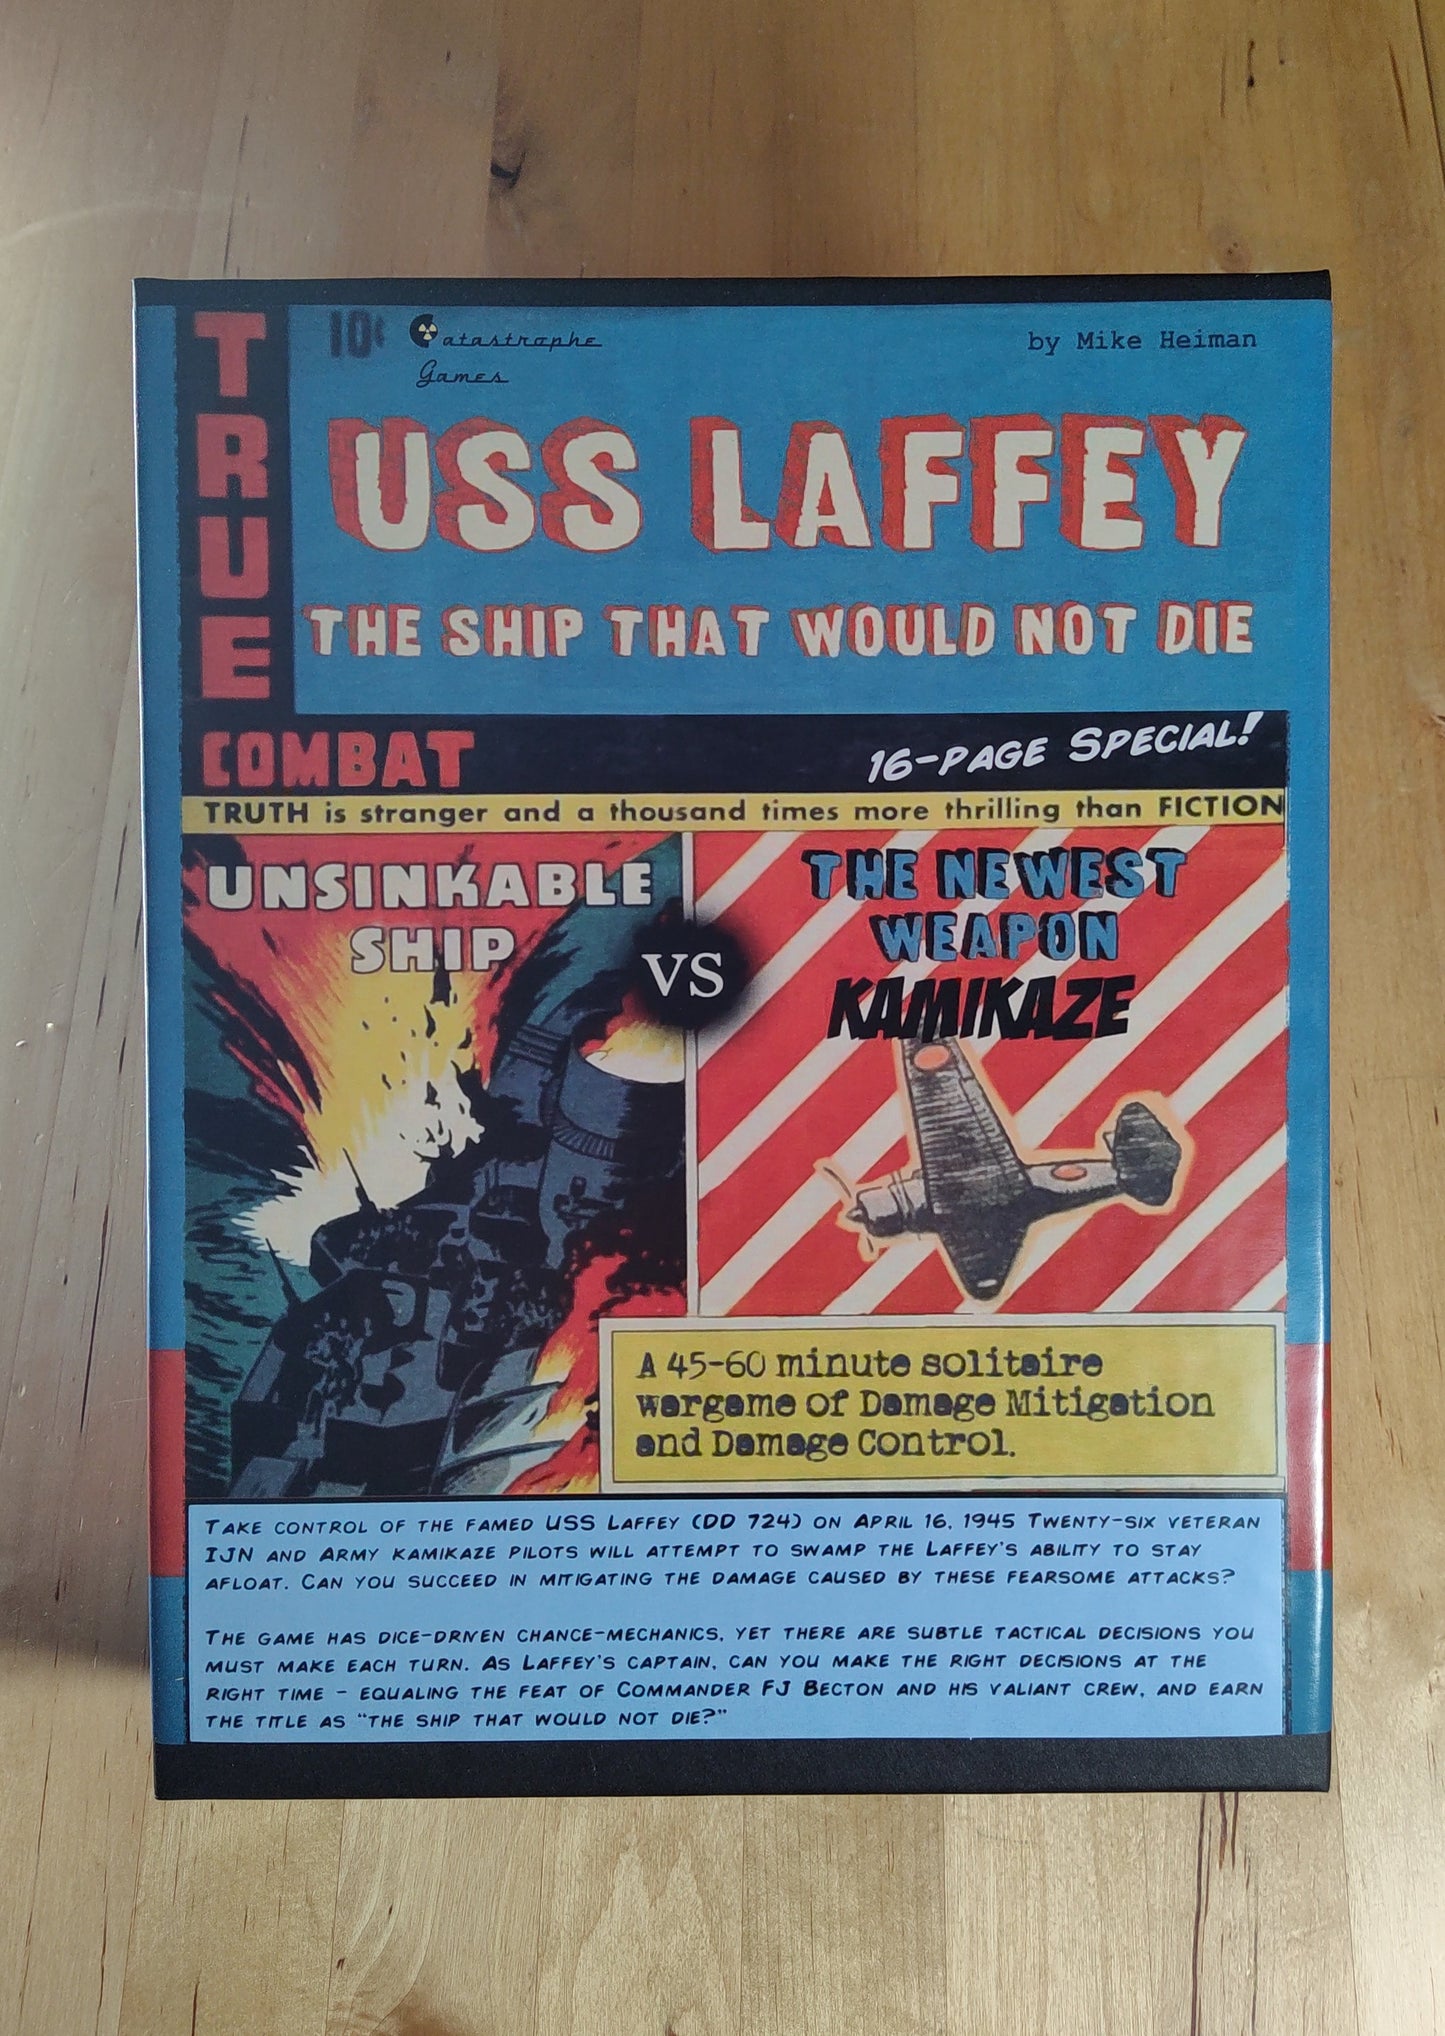 TRUE
COMBAT
10¢
Catastrophe
Games
by Mike Heiman
USS LAFFEY
THE SHIP THAT WOULD NOT DIE
16-PAGE SPECIAL!
TRUTH is stranger and a thousand times more thrilling than FICTION
UNSINKABLE
SHIP
VS
THE NEWEST
WEAPON
KAMIKAZE
A 45-60 minute solitaire
wargame of Damage Mitigation
and Damage Control.
TAKE CONTROL OF THE FAMED USS LAFFEY (DD 724) ON APRIL 16, 1945 TWENTY-SIX VETERAN
IJN AND ARMY KAMIKAZE PILOTS WILL ATTEMPT TO SWAMP THE LAFFEY'S ABILITY TO STAY
AFLOAT. CAN YOU SUCCEED IN MITIGATING THE DAMAGE CAUSED BY THESE FEARSOME ATTACKS?
THE GAME HAS DICE-DRIVEN CHANCE-MECHANICS, YET THERE ARE SUBTLE TACTICAL DECISIONS YOU
MUST MAKE EACH TURN. AS LAFFEY'S CAPTAIN, CAN YOU MAKE THE RIGHT DECISIONS AT THE
RIGHT TIME - EQUALING THE FEAT OF COMMANDER FJ BECTON AND HIS VALIANT CREW, AND EARN
THE TITLE AS "THE SHIP THAT WOULD NOT DIE?"